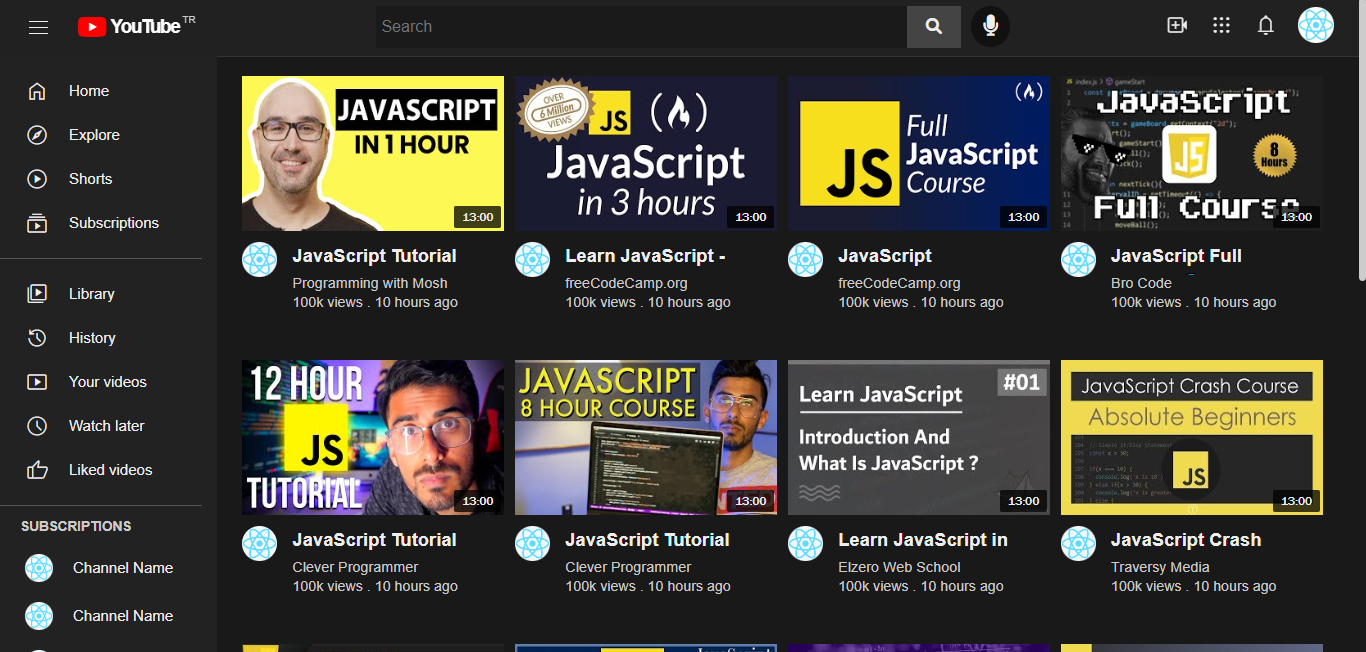 YouTube TR
Search
Home
Explore
Shorts
Subscriptions
Library
History
Your videos
Watch later
Liked videos
SUBSCRIPTIONS
Channel Name
Channel Name
JAVASCRIPT
IN 1 HOUR
13:00
JavaScript Tutorial
Programming with Mosh
100k views . 10 hours ago
OVER
6 Million
VIEWS
JS
JavaScript
in 3 hours
13:00
Learn JavaScript -
freeCodeCamp.org
100k views . 10 hours ago
JS
Full
JavaScript
Course
13:00
JavaScript
freeCodeCamp.org
100k views . 10 hours ago
index.js > gameStart
JavaScript
JS
8
Hours
Full Course
13:00
JavaScript Full
Bro Code
100k views . 10 hours ago
12 HOUR
JS
TUTORIAL
13:00
JavaScript Tutorial
Clever Programmer
100k views . 10 hours ago
JAVASCRIPT
8 HOUR COURSE
13:00
JavaScript Tutorial
Clever Programmer
100k views . 10 hours ago
#01
Learn JavaScript
Introduction And
What Is JavaScript ?
13:00
Learn JavaScript in
Elzero Web School
100k views . 10 hours ago
JavaScript Crash Course
Absolute Beginners
JS
13:00
JavaScript Crash
Traversy Media
100k views . 10 hours ago